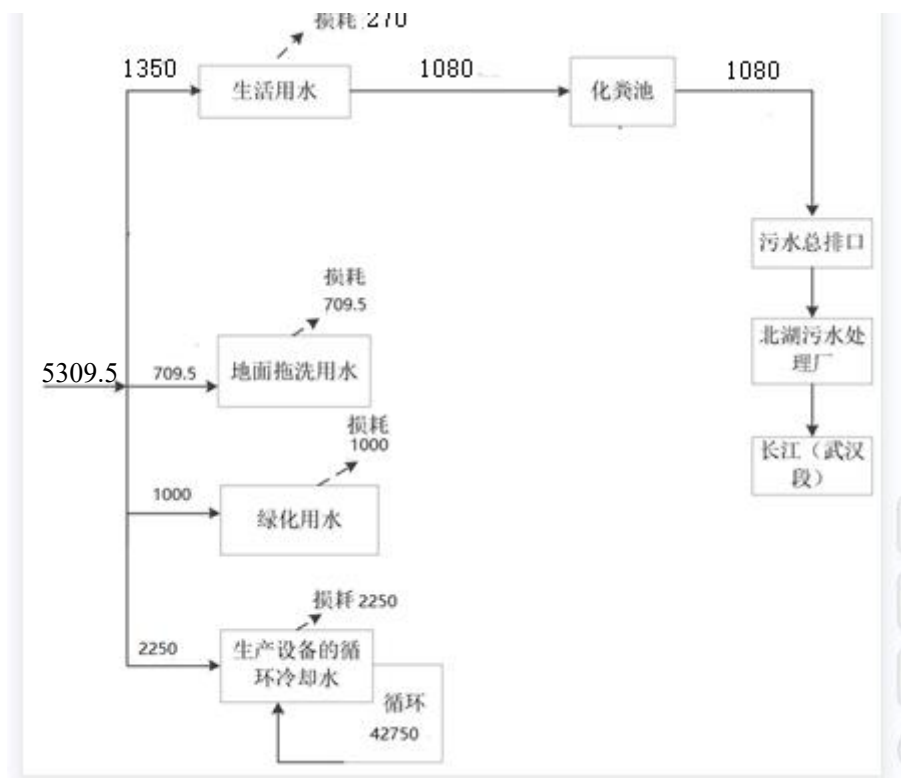 损耗 270
1350
生活用水
1080
化粪池
1080
污水总排口
北湖污水处
理厂
长江（武汉
段）
5309.5
709.5
损耗
709.5
地面拖洗用水
1000
损耗
1000
绿化用水
2250
损耗 2250
生产设备的循
环冷却水
循环
42750